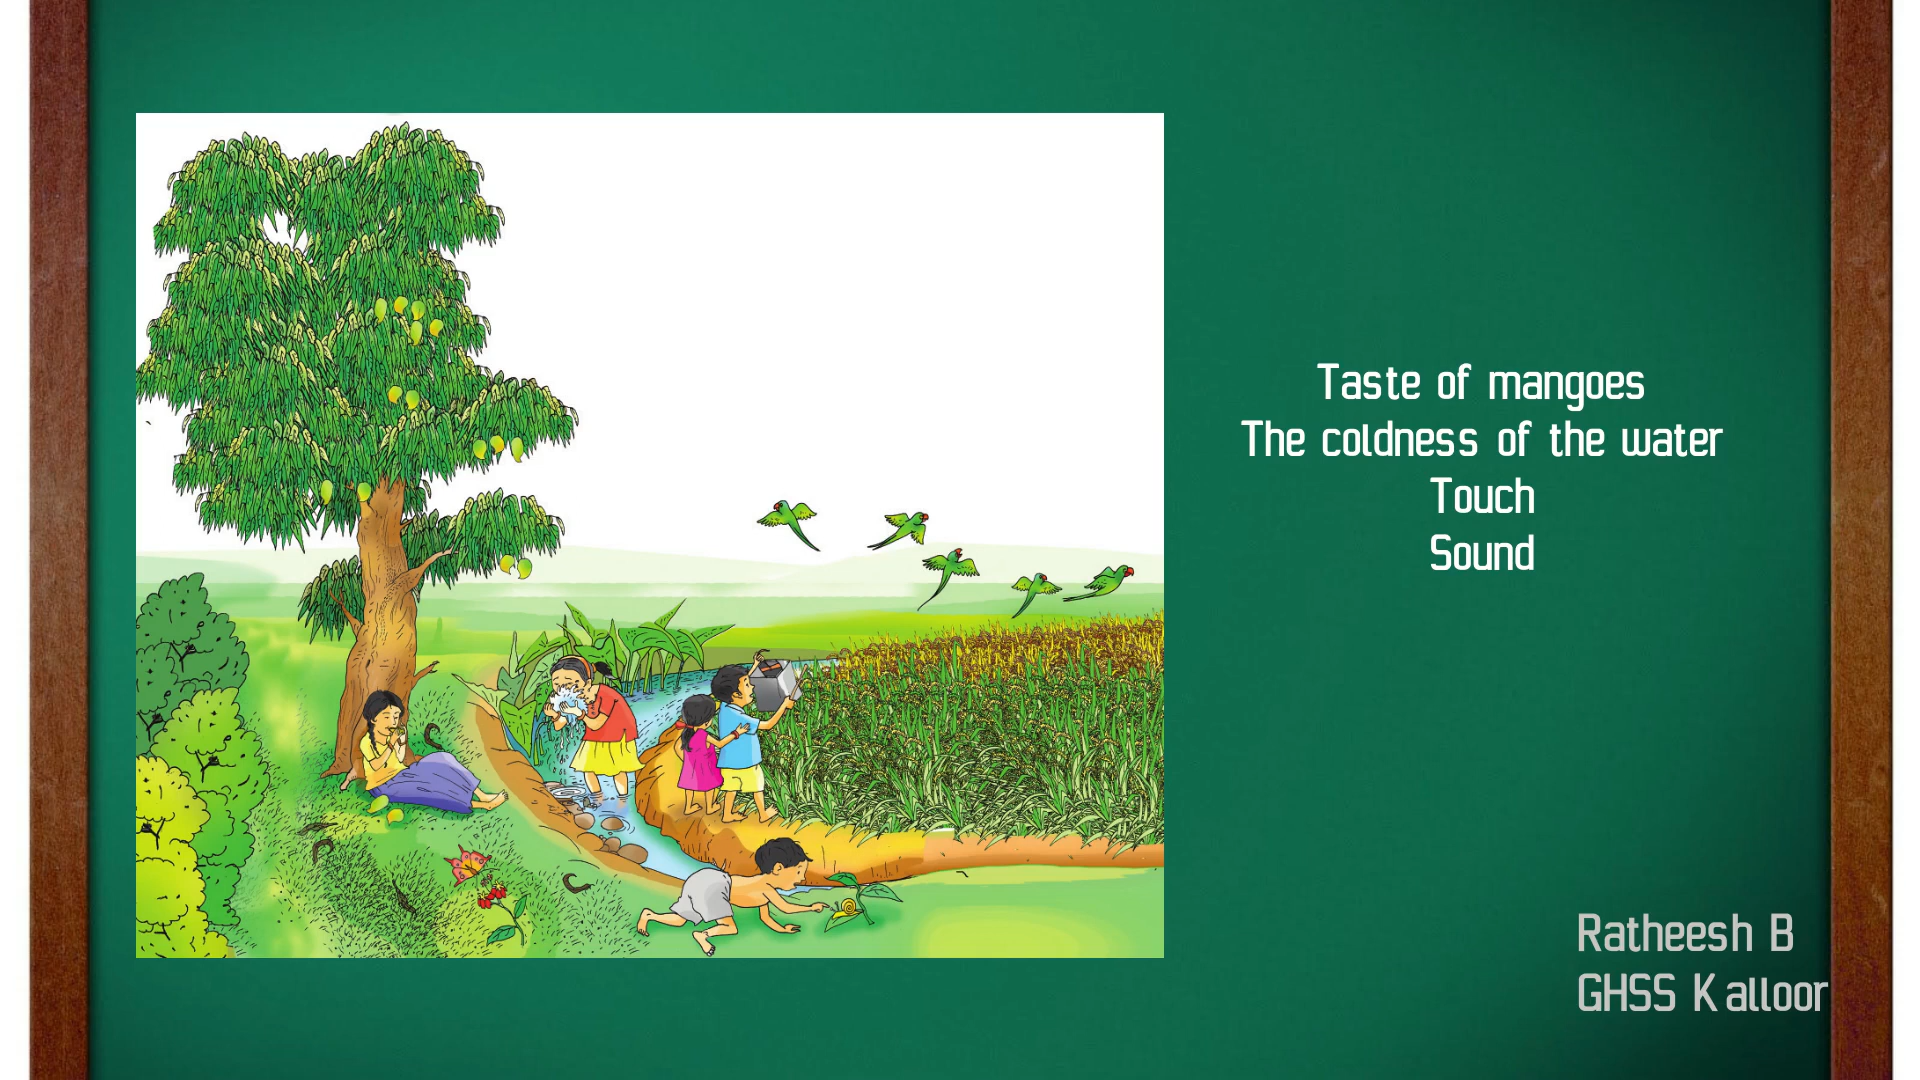 Taste of mangoes
The coldness of the water
Touch
Sound
Ratheesh B
GHSS Kalloor